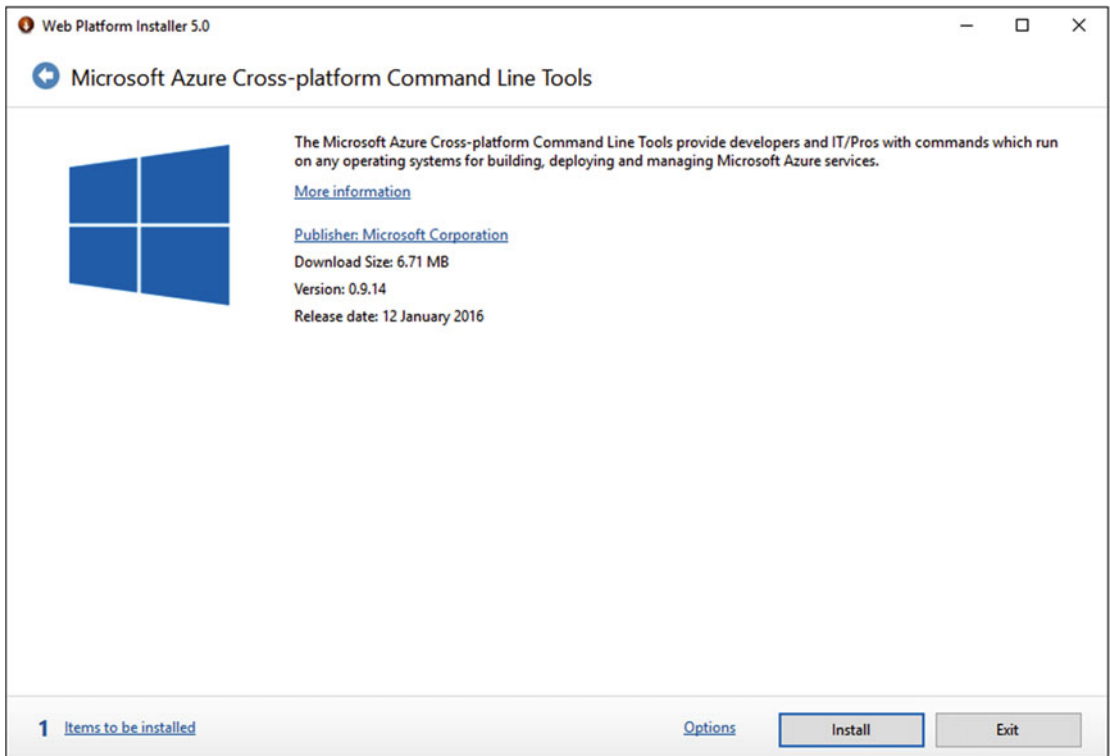 Web Platform Installer 5.0
Microsoft Azure Cross-platform Command Line Tools
The Microsoft Azure Cross-platform Command Line Tools provide developers and IT/Pros with commands which run
on any operating systems for building, deploying and managing Microsoft Azure services.
More information
Publisher: Microsoft Corporation
Download Size: 6.71 MB
Version: 0.9.14
Release date: 12 January 2016
1 Items to be installed
Options
Install
Exit